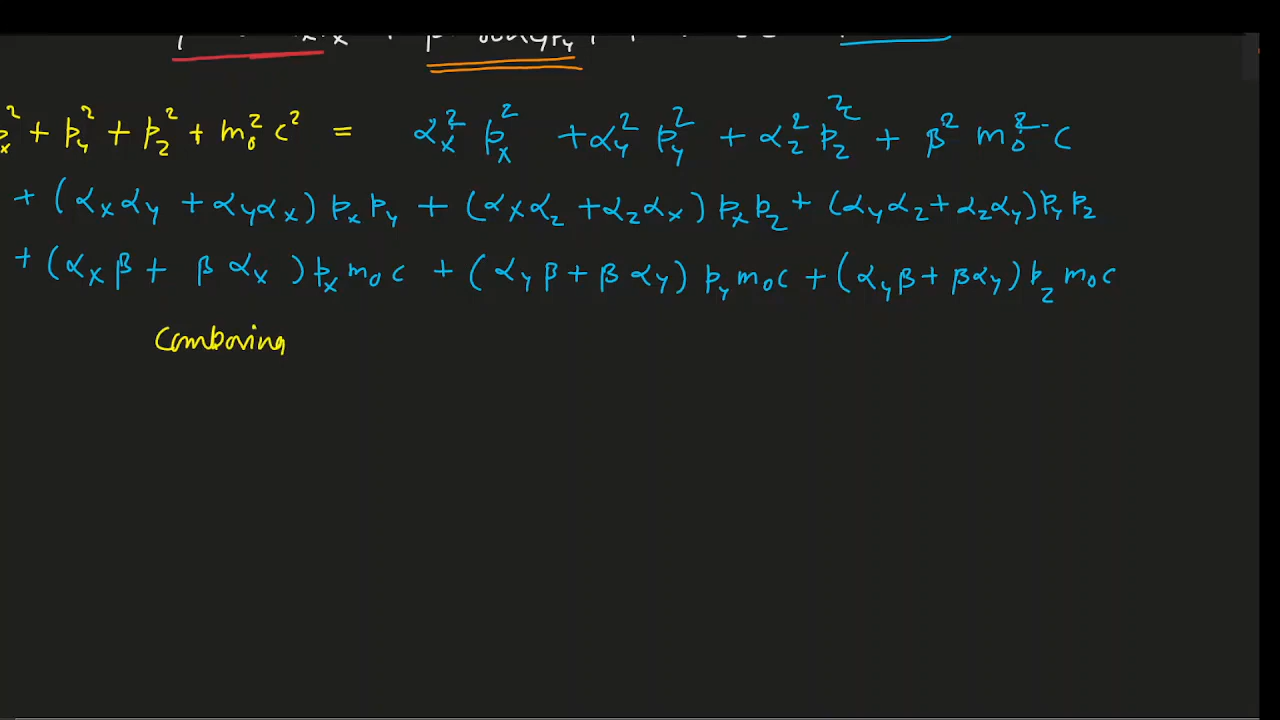 p_x^2 + p_y^2 + p_z^2 + m_0^2 c^2 = α_x^2 p_x^2 + α_y^2 p_y^2 + α_z^2 p_z^2 + β^2 m_0^2 c
+ (α_x α_y + α_y α_x) p_x p_y + (α_x α_z + α_z α_x) p_x p_z + (α_y α_z + α_z α_y) p_y p_z
+ (α_x β + β α_x) p_x m_0 c + (α_y β + β α_y) p_y m_0 c + (α_y β + β α_y) p_z m_0 c